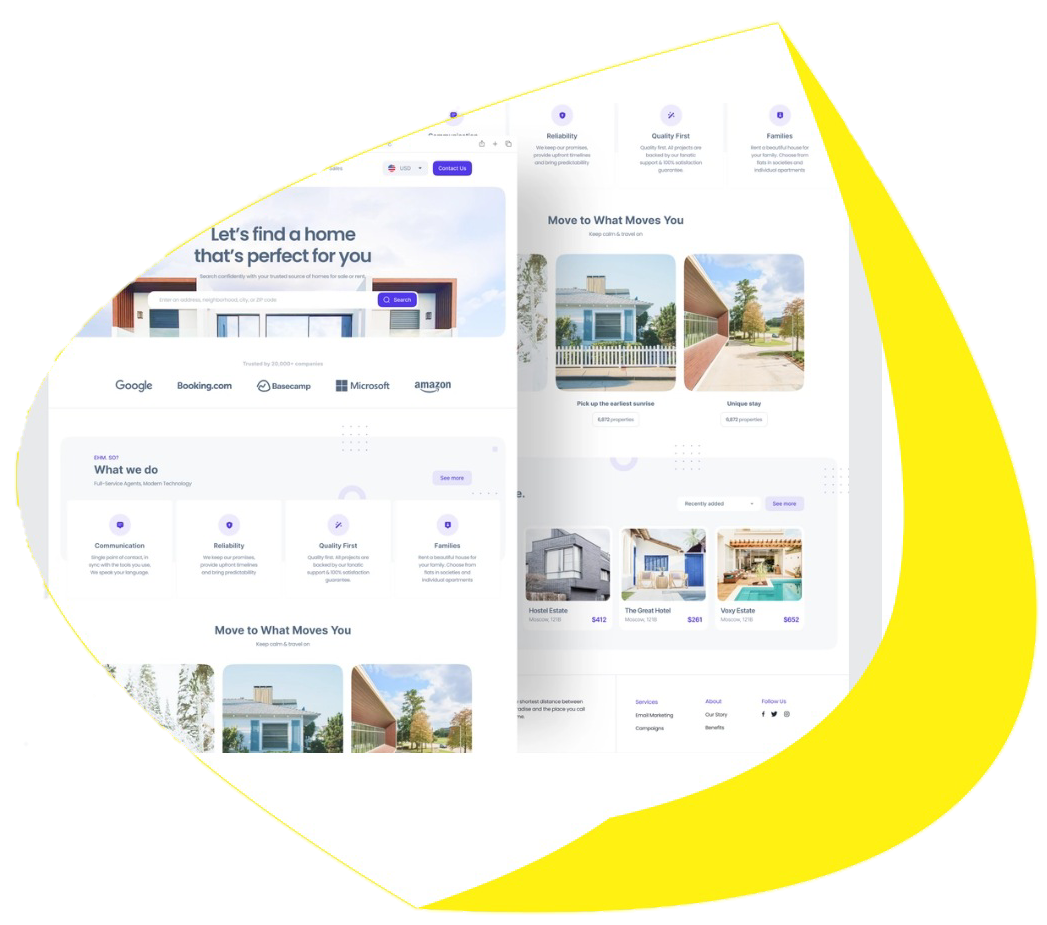 Reliability
We keep our promises,
provide upfront timelines
and bring predictability
Quality First
Quality first. All projects are
backed by our fanatic
support & 100% satisfaction
guarantee.
Families
Rent a beautiful house for
your family. Choose from
flats in societies and
individual apartments
Sales
USD
Contact Us
Let's find a home
that's perfect for you
Search confidently with your trusted source of homes for sale or rent
Enter an address, neighborhood, city, or ZIP code
Search
Trusted by 20,000+ companies
Google
Booking.com
Basecamp
Microsoft
amazon
EHM. SO?
What we do
Full-Service Agents, Modern Technology
See more
Communication
Single point of contact, in
sync with the tools you use.
We speak your language.
Reliability
We keep our promises,
provide upfront timelines
and bring predictability
Quality First
Quality first. All projects are
backed by our fanatic
support & 100% satisfaction
guarantee.
Families
Rent a beautiful house for
your family. Choose from
flats in societies and
individual apartments
Move to What Moves You
Keep calm & travel on
Move to What Moves You
Keep calm & travel on
Pick up the earliest sunrise
6,872 properties
Unique stay
6,872 properties
e.
Recently added
See more
Hostel Estate
Moscow, 121B
$412
The Great Hotel
Moscow, 121B
$261
Voxy Estate
Moscow, 121B
$652
shortest distance between
and the place you call
Services
Email Marketing
Campaigns
About
Our Story
Benefits
Follow Us